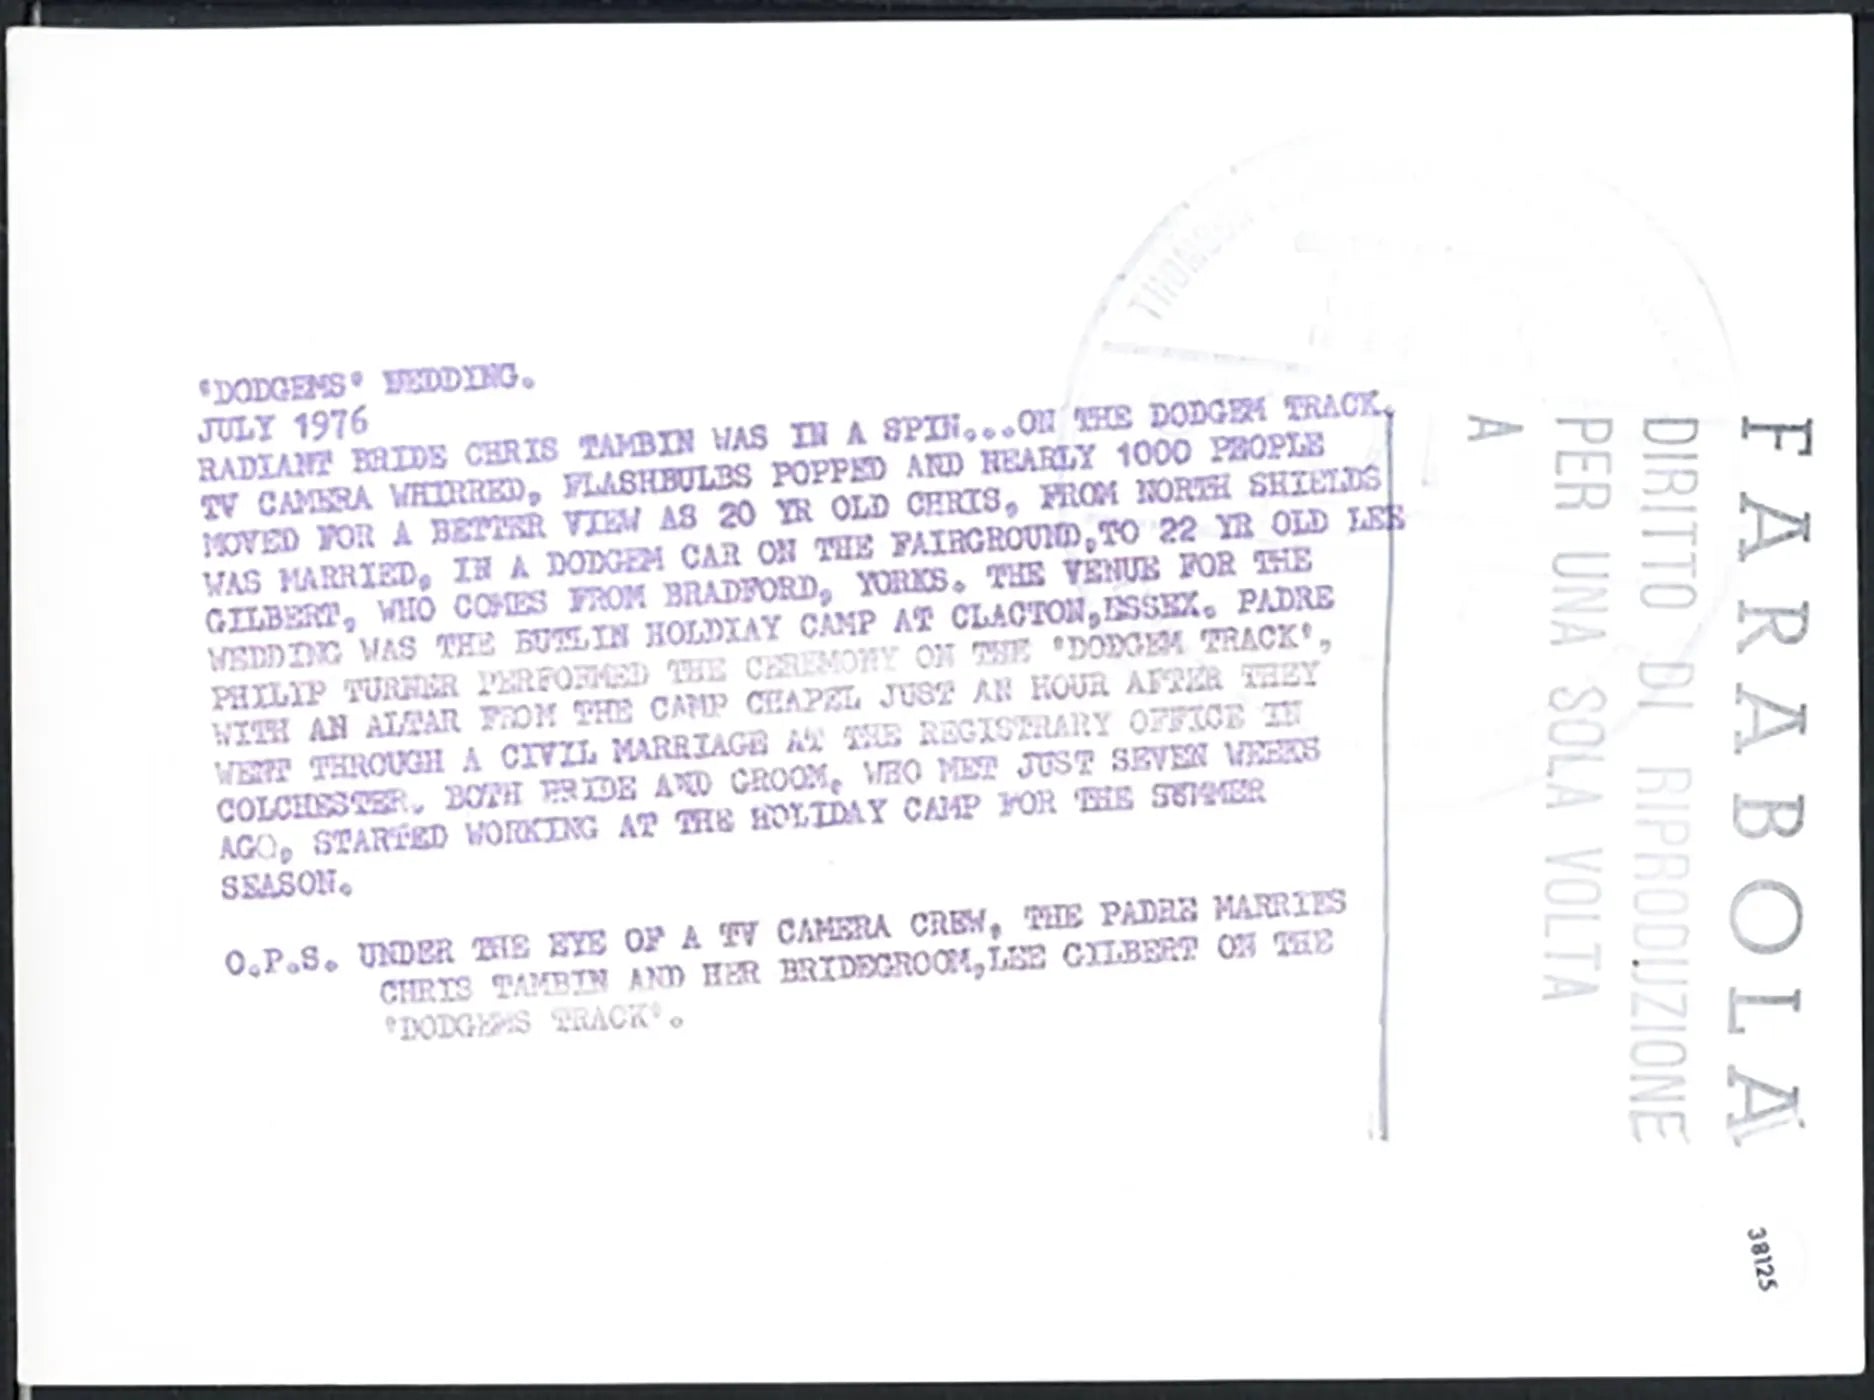 'DODGEMS' WEDDING.
JULY 1976
RADIANT BRIDE CHRIS TAMBIN WAS IN A SPIN...ON THE DODGEM TRACK.
TV CAMERA WHIRRED, FLASHBULBS POPPED AND NEARLY 1000 PEOPLE
MOVED FOR A BETTER VIEW AS 20 YR OLD CHRIS, FROM NORTH SHIELDS
WAS MARRIED, IN A DODGEM CAR ON THE FAIRGROUND,TO 22 YR OLD LEE
GILBERT, WHO COMES FROM BRADFORD, YORKS. THE VENUE FOR THE
WEDDING WAS THE BUTLIN HOLDIAY CAMP AT CLACTON,ESSEX. PADRE
PHILIP TURNER PERFORMED THE CEREMONY ON THE 'DODGEM TRACK',
WITH AN ALTAR FROM THE CAMP CHAPEL JUST AN HOUR AFTER THEY
WENT THROUGH A CIVIL MARRIAGE AT THE REGISTRARY OFFICE IN
COLCHESTER. BOTH BRIDE AND GROOM, WHO MET JUST SEVEN WEEKS
AGO, STARTED WORKING AT THE HOLIDAY CAMP FOR THE SUMMER
SEASON.
O.P.S. UNDER THE EYE OF A TV CAMERA CREW, THE PADRE MARRIES
CHRIS TAMBIN AND HER BRIDEGROOM,LEE GILBERT ON THE
'DODGEMS TRACK'.
FARABOLA
DIRITTO DI RIPRODUZIONE
PER UNA SOLA VOLTA
A
38125